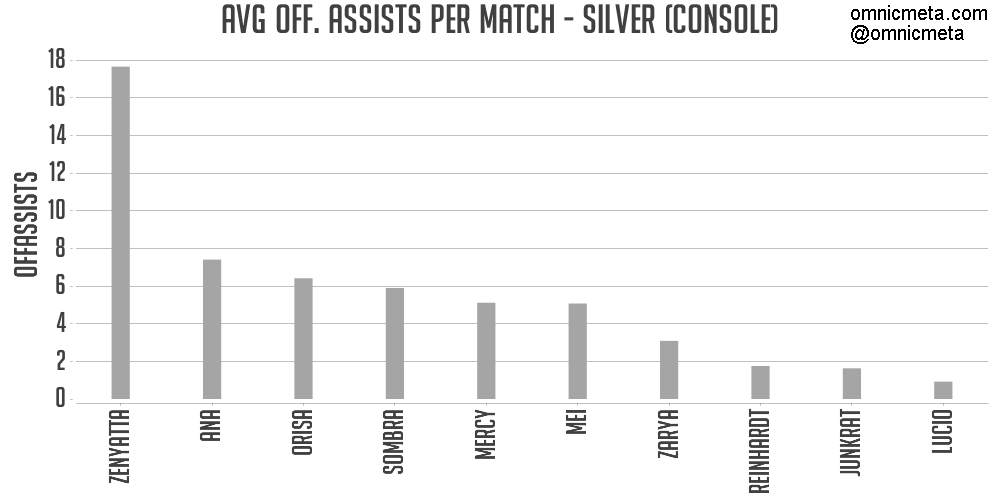 AVG OFF. ASSISTS PER MATCH - SILVER (CONSOLE)
omnicmeta.com
@omnicmeta
OFFASSISTS
18
16
14
12
10
8
6
4
2
0
ZENYATTA
ANA
ORISA
SOMBRA
MERCY
MEI
ZARYA
REINHARDT
JUNKRAT
LUCIO